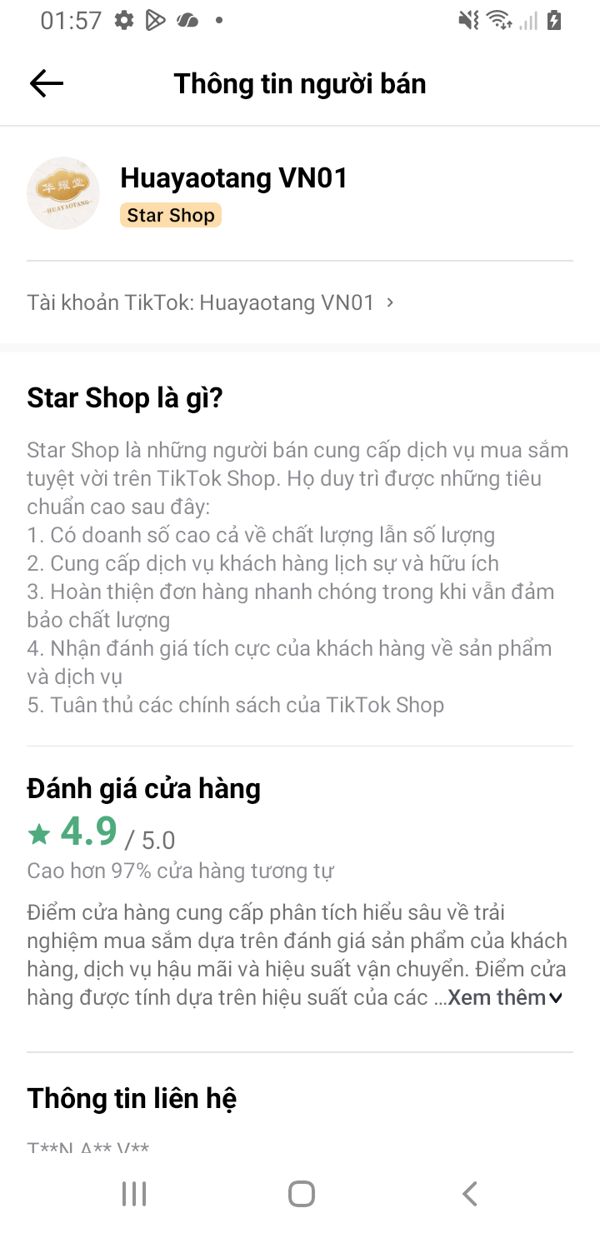 01:57
Thông tin người bán
华耀堂
HUAYAOTANG
Huayaotang VN01
Star Shop
Tài khoản TikTok: Huayaotang VN01
Star Shop là gì?
Star Shop là những người bán cung cấp dịch vụ mua sắm
tuyệt vời trên TikTok Shop. Họ duy trì được những tiêu
chuẩn cao sau đây:
1. Có doanh số cao cả về chất lượng lẫn số lượng
2. Cung cấp dịch vụ khách hàng lịch sự và hữu ích
3. Hoàn thiện đơn hàng nhanh chóng trong khi vẫn đảm
bảo chất lượng
4. Nhận đánh giá tích cực của khách hàng về sản phẩm
và dịch vụ
5. Tuân thủ các chính sách của TikTok Shop
Đánh giá cửa hàng
4.9 / 5.0
Cao hơn 97% cửa hàng tương tự
Điểm cửa hàng cung cấp phân tích hiểu sâu về trải
nghiệm mua sắm dựa trên đánh giá sản phẩm của khách
hàng, dịch vụ hậu mãi và hiệu suất vận chuyển. Điểm cửa
hàng được tính dựa trên hiệu suất của các ...Xem thêm
Thông tin liên hệ
T**N A** V**